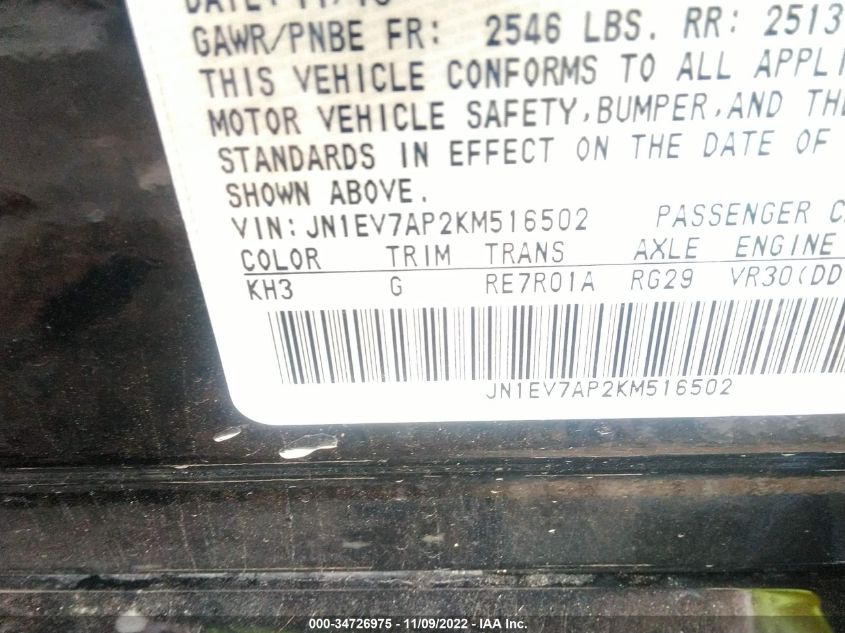 GAWR/PNBE FR: 2546 LBS. RR: 2513
THIS VEHICLE CONFORMS TO ALL APPLI
MOTOR VEHICLE SAFETY, BUMPER, AND THE
STANDARDS IN EFFECT ON THE DATE OF
SHOWN ABOVE.
VIN: JN1EV7AP2KM516502 PASSENGER C
COLOR TRIM TRANS AXLE ENGINE
KH3 G RE7R01A RG29 VR30(DD
JN1EV7AP2KM516502
000-34726975 - 11/09/2022 - IAA Inc.